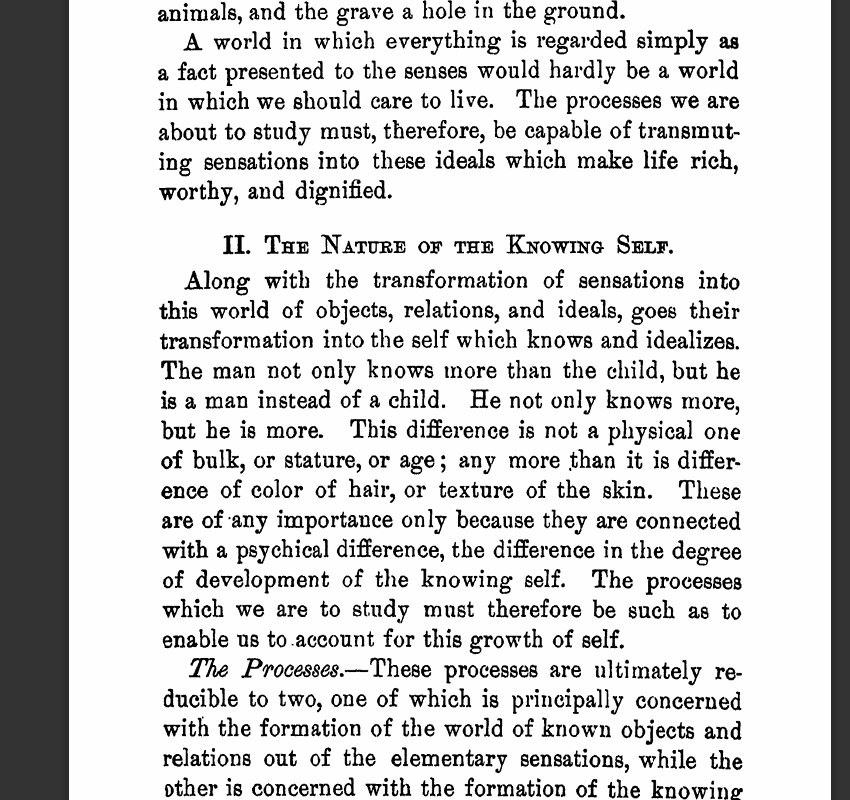 animals, and the grave a hole in the ground.
A world in which everything is regarded simply as
a fact presented to the senses would hardly be a world
in which we should care to live. The processes we are
about to study must, therefore, be capable of transmut-
ing sensations into these ideals which make life rich,
worthy, and dignified.
II. The Nature of the Knowing Self.
Along with the transformation of sensations into
this world of objects, relations, and ideals, goes their
transformation into the self which knows and idealizes.
The man not only knows more than the child, but he
is a man instead of a child. He not only knows more,
but he is more. This difference is not a physical one
of bulk, or stature, or age; any more than it is differ-
ence of color of hair, or texture of the skin. These
are of any importance only because they are connected
with a psychical difference, the difference in the degree
of development of the knowing self. The processes
which we are to study must therefore be such as to
enable us to account for this growth of self.
The Processes.—These processes are ultimately re-
ducible to two, one of which is principally concerned
with the formation of the world of known objects and
relations out of the elementary sensations, while the
other is concerned with the formation of the knowing